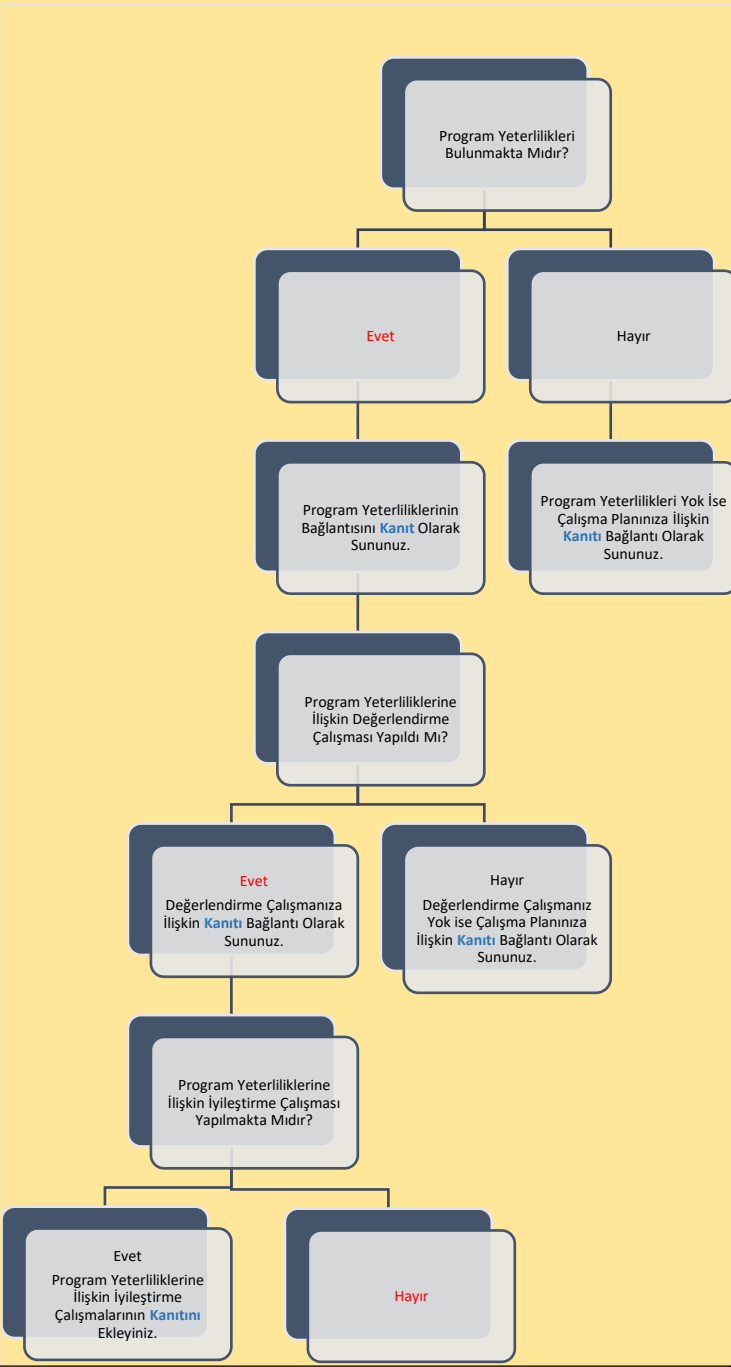 Program Yeterlilikleri
Bulunmakta Mıdır?
Evet
Hayır
Program Yeterliliklerinin
Bağlantısını Kanıt Olarak
Sununuz.
Program Yeterlilikleri Yok İse
Çalışma Planınıza İlişkin
Kanıtı Bağlantı Olarak
Sununuz.
Program Yeterliliklerine
İlişkin Değerlendirme
Çalışması Yapıldı Mı?
Evet
Değerlendirme Çalışmanıza
İlişkin Kanıtı Bağlantı Olarak
Sununuz.
Hayır
Değerlendirme Çalışmanız
Yok ise Çalışma Planınıza
İlişkin Kanıtı Bağlantı Olarak
Sununuz.
Program Yeterliliklerine
İlişkin İyileştirme Çalışması
Yapılmakta Mıdır?
Evet
Program Yeterliliklerine
İlişkin İyileştirme
Çalışmalarının Kanıtını
Ekleyiniz.
Hayır